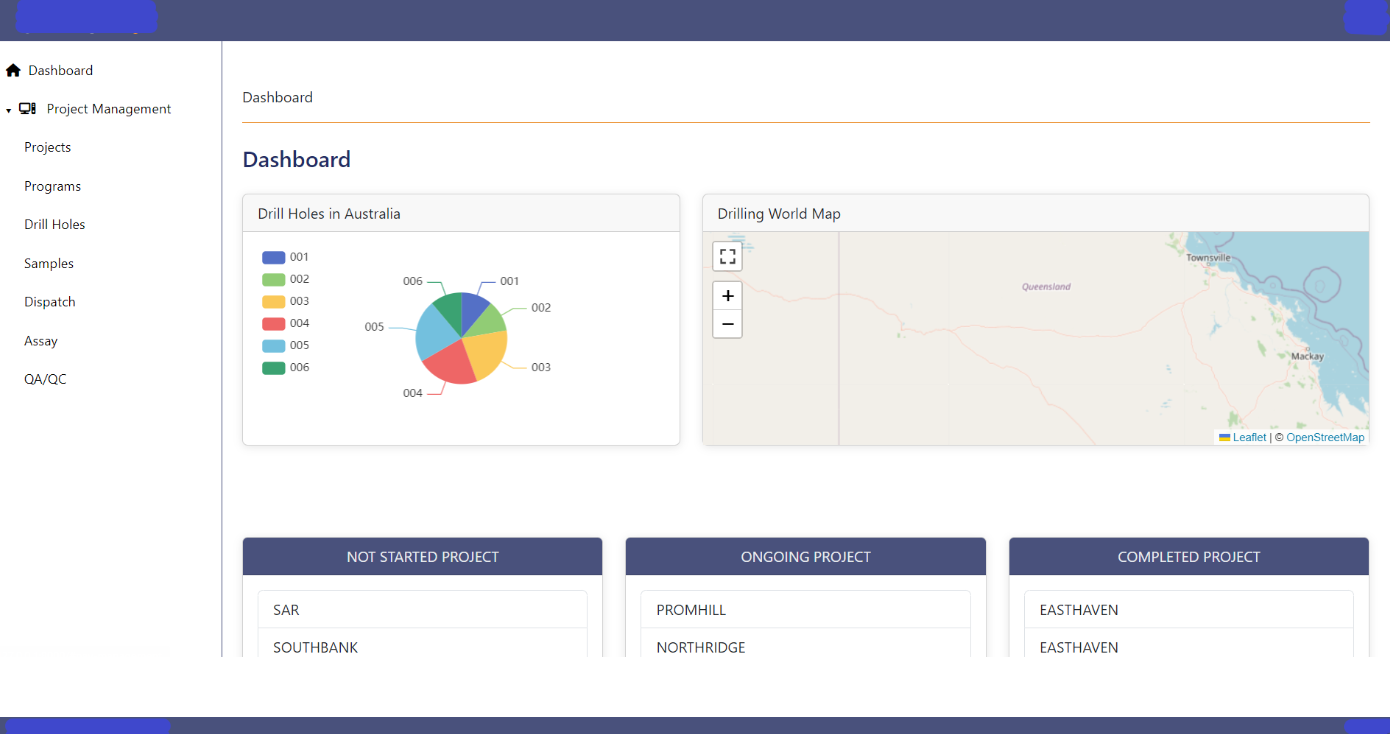 Dashboard
Project Management
Projects
Programs
Drill Holes
Samples
Dispatch
Assay
QA/QC
Dashboard
Dashboard
Drill Holes in Australia
001
002
003
004
005
006
006
001
005
002
003
004
Drilling World Map
+
−
Queensland
Townsville
Mackay
Leaflet | © OpenStreetMap
NOT STARTED PROJECT
SAR
SOUTHBANK
ONGOING PROJECT
PROMHILL
NORTHRIDGE
COMPLETED PROJECT
EASTHAVEN
EASTHAVEN